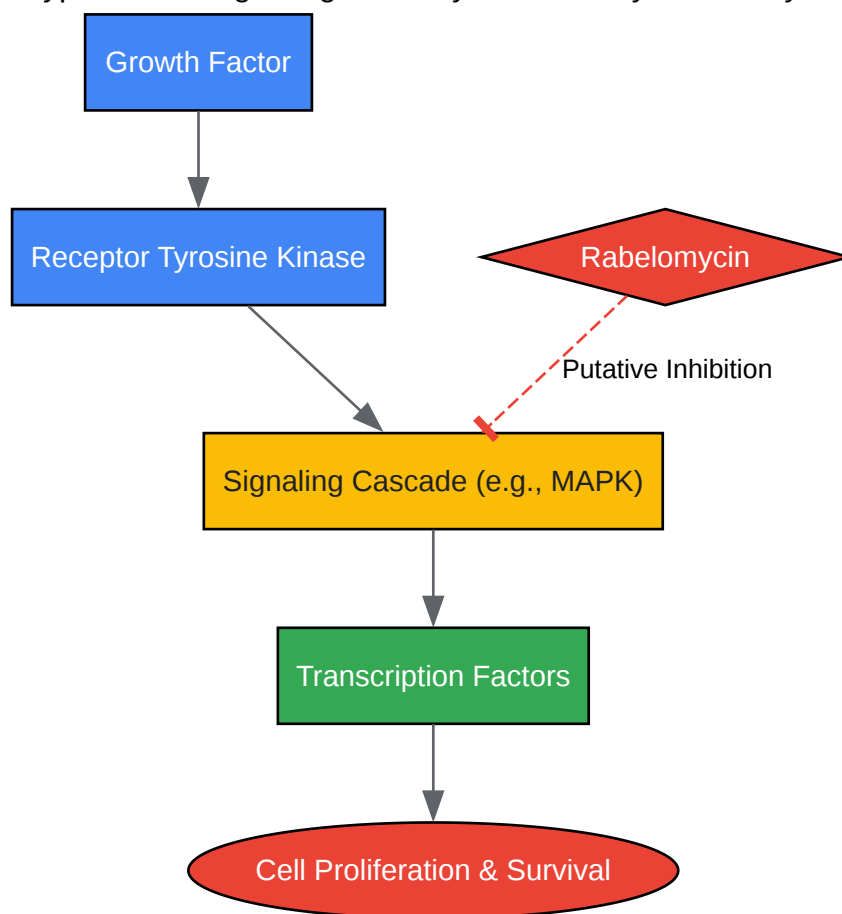 Growth Factor
Receptor Tyrosine Kinase
Rabelomycin
Putative Inhibition
Signaling Cascade (e.g., MAPK)
Transcription Factors
Cell Proliferation & Survival